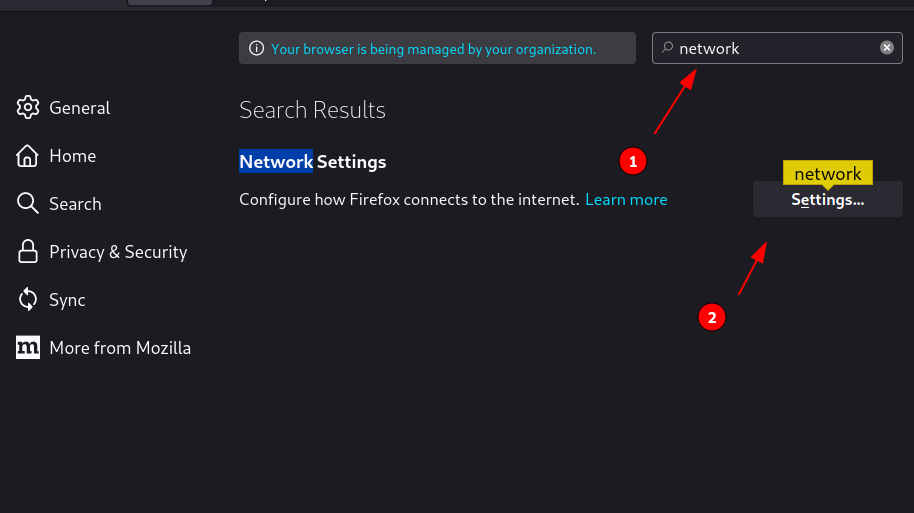 Your browser is being managed by your organization.
network
General
Home
Search
Privacy & Security
Sync
m More from Mozilla
Search Results
Network Settings
1
network
Configure how Firefox connects to the internet. Learn more
Settings...
2